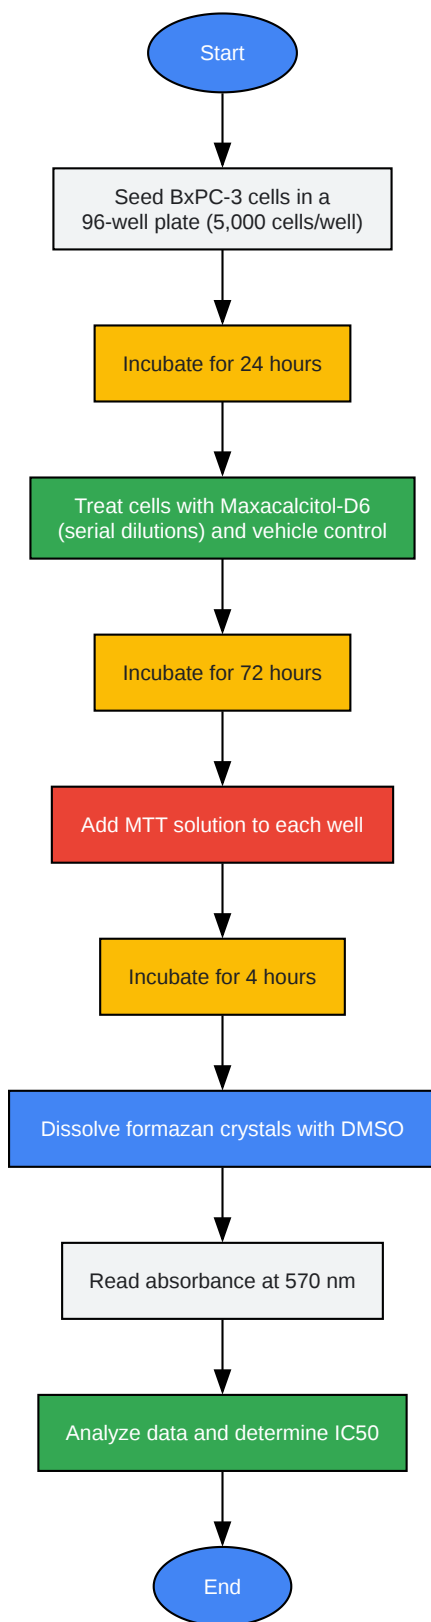 Start
Seed BxPC-3 cells in a
96-well plate (5,000 cells/well)
Incubate for 24 hours
Treat cells with Maxacalcitol-D6
(serial dilutions) and vehicle control
Incubate for 72 hours
Add MTT solution to each well
Incubate for 4 hours
Dissolve formazan crystals with DMSO
Read absorbance at 570 nm
Analyze data and determine IC50
End